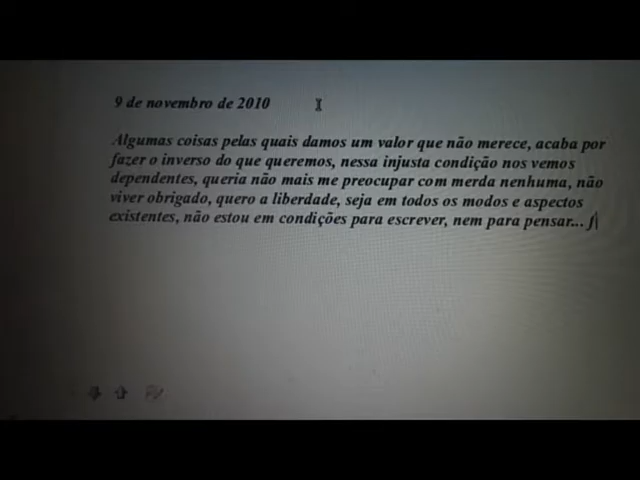 9 de novembro de 2010
Algumas coisas pelas quais damos um valor que não merece, acaba por
fazer o inverso do que queremos, nessa injusta condição nos vemos
dependentes, queria não mais me preocupar com merda nenhuma, não
viver obrigado, quero a liberdade, seja em todos os modos e aspectos
existentes, não estou em condições para escrever, nem para pensar... f